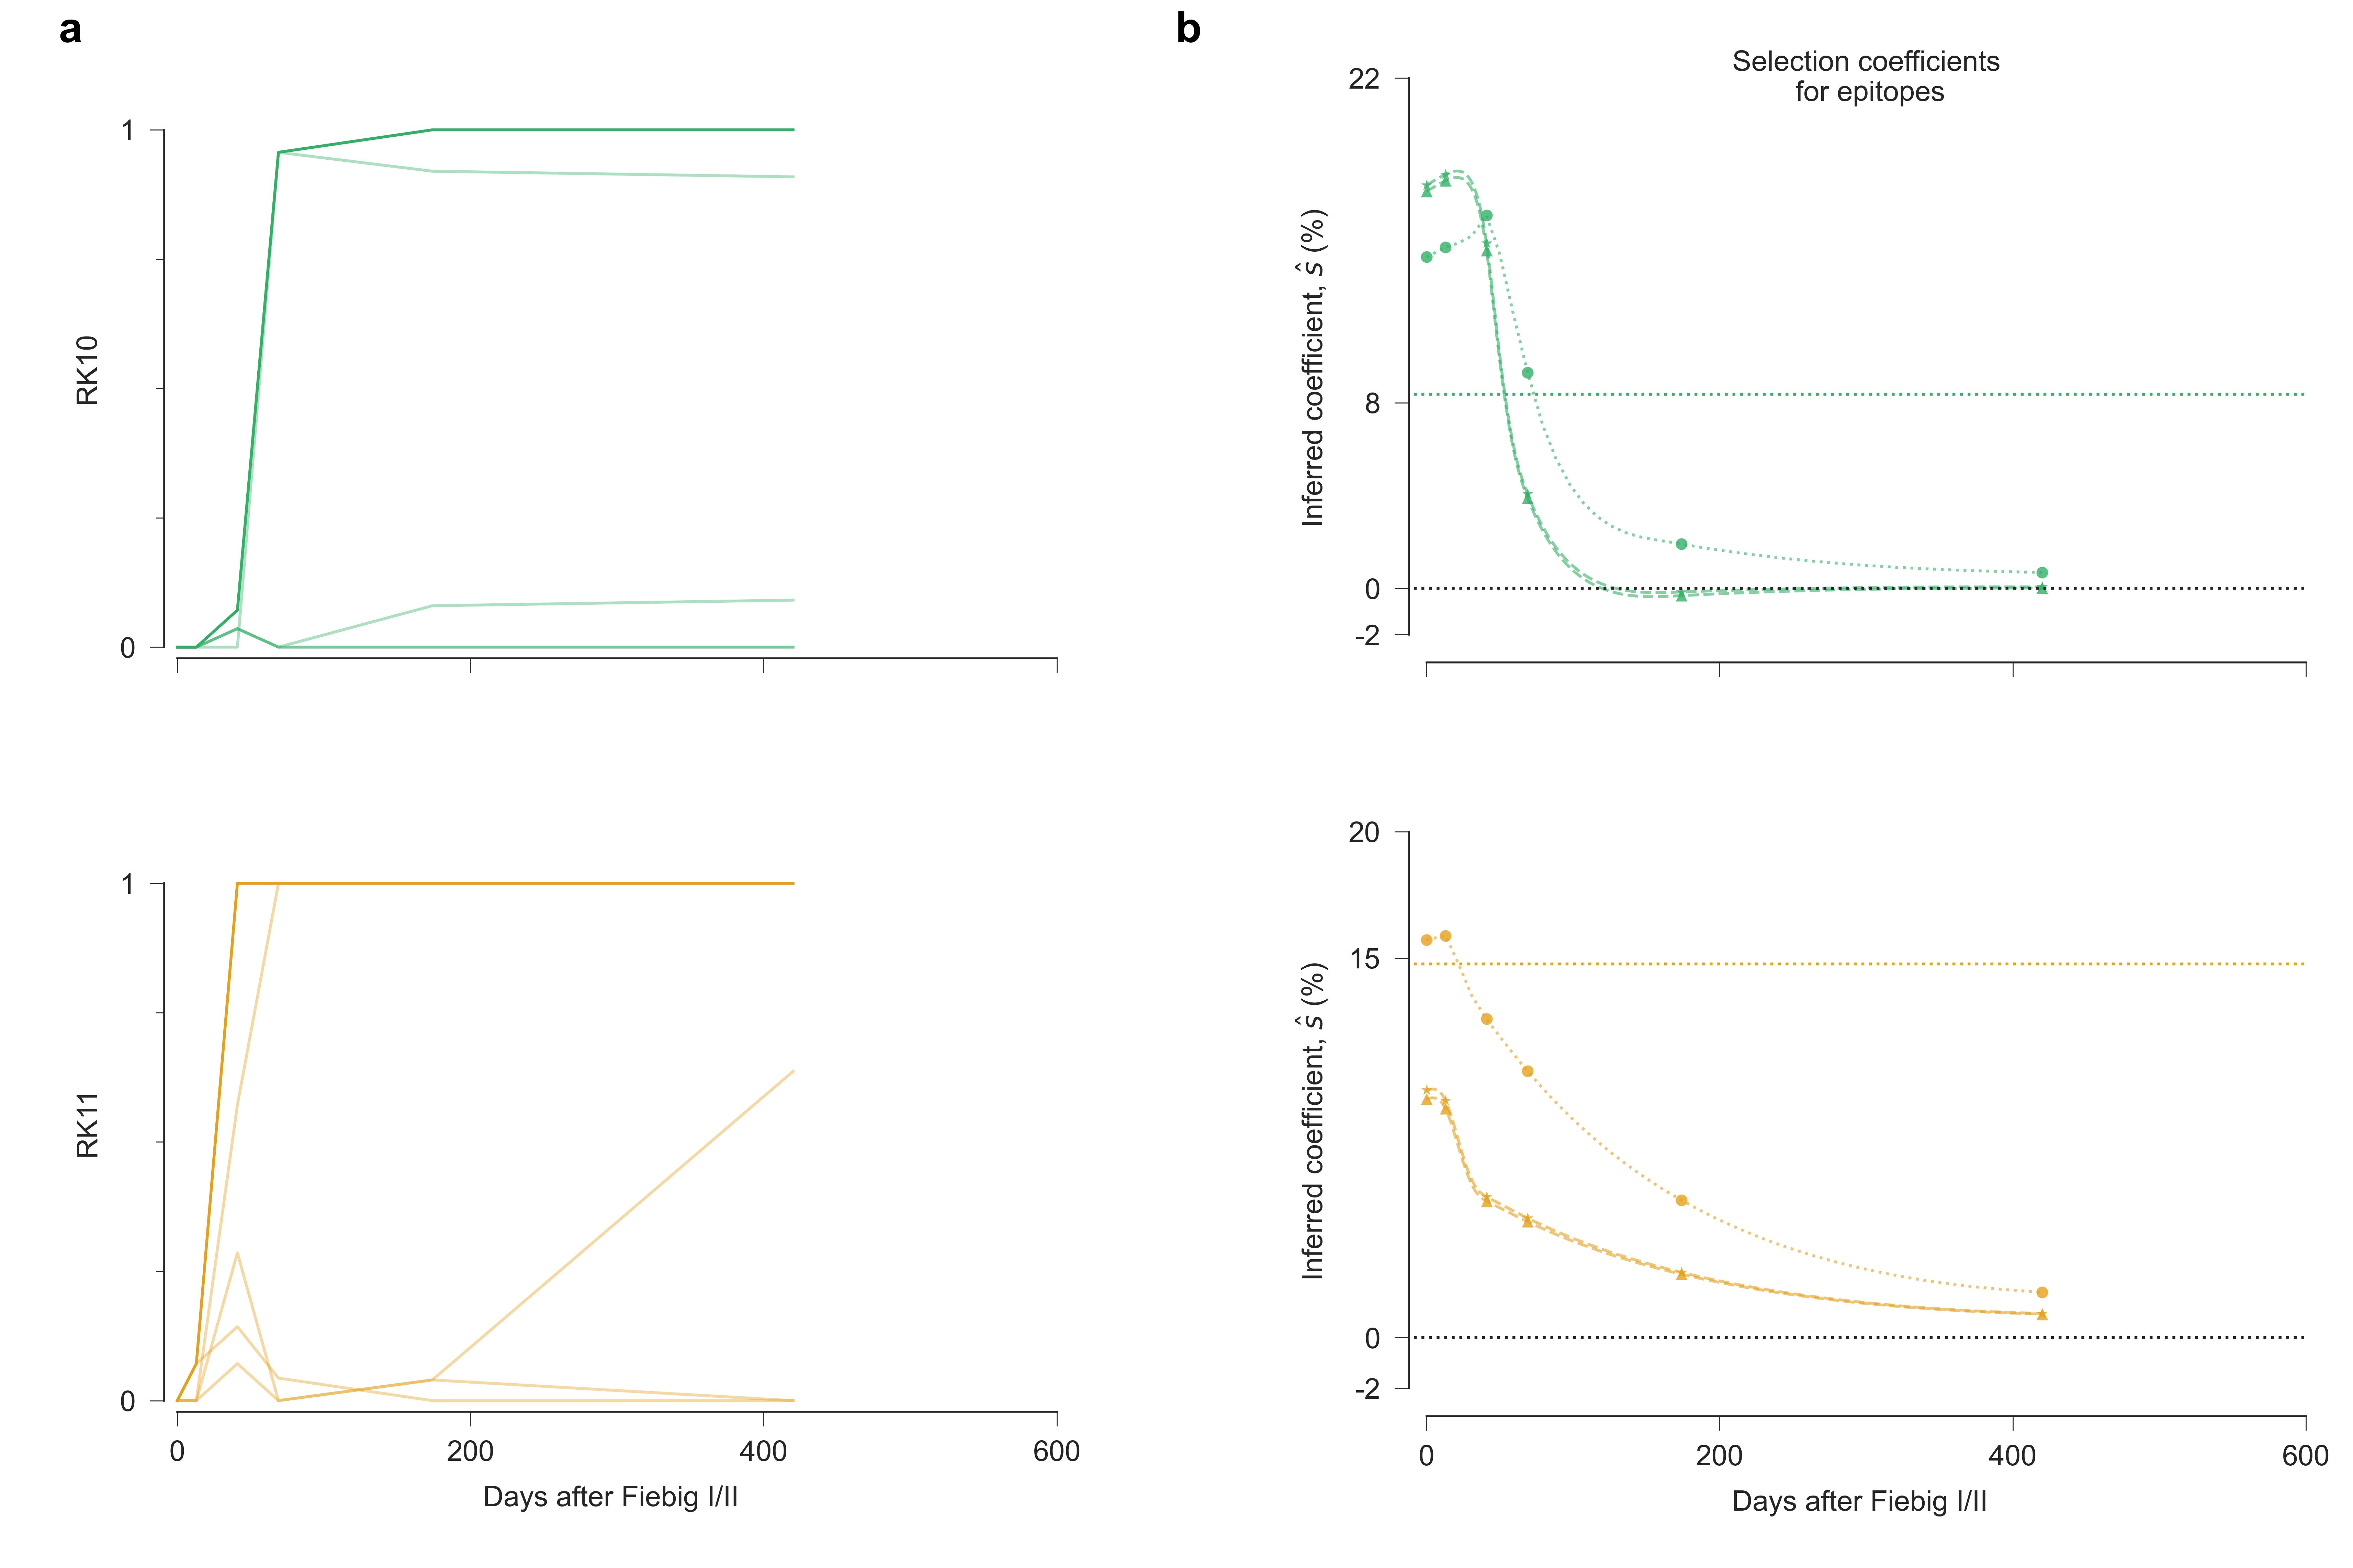 a
1
0
RK10
b
Selection coefficients
for epitopes
22
8
0
-2
Inferred coefficient, ŝ (%)
1
0
RK11
0 200 400 600
Days after Fiebig I/II
20
15
0
-2
Inferred coefficient, ŝ (%)
0 200 400 600
Days after Fiebig I/II